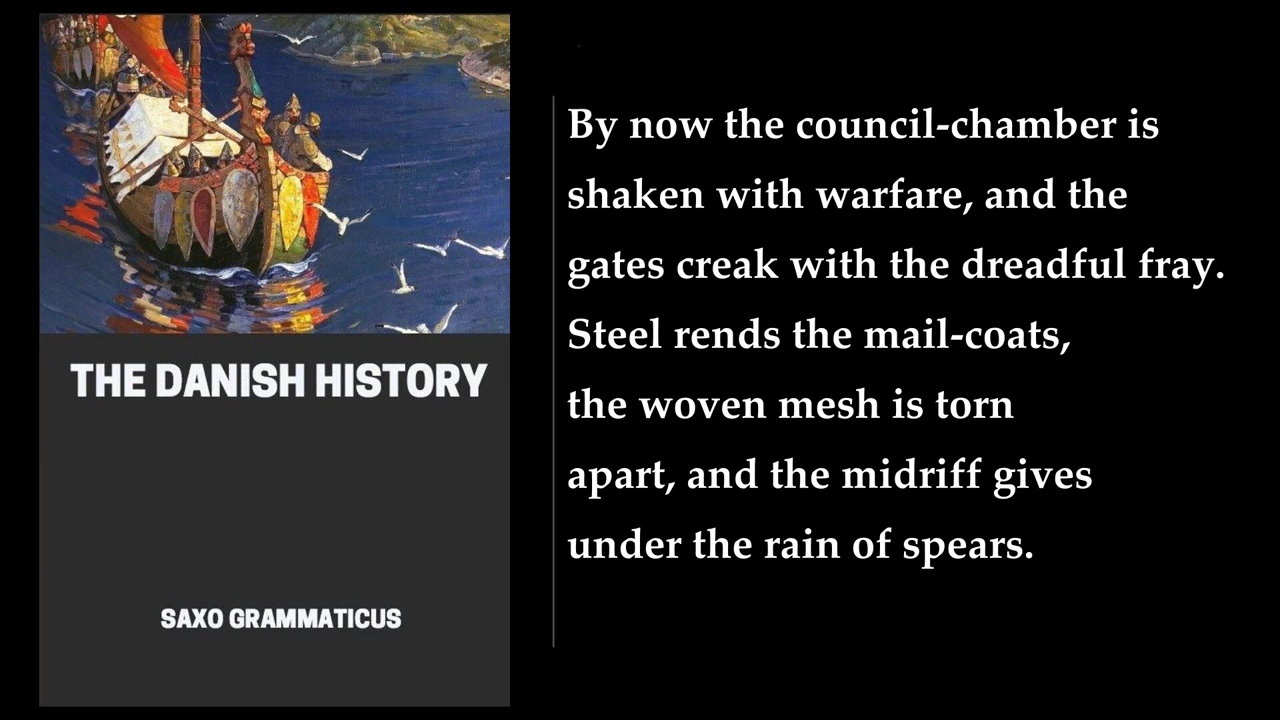 THE DANISH HISTORY
SAXO GRAMMATICUS
By now the council-chamber is
shaken with warfare, and the
gates creak with the dreadful fray.
Steel rends the mail-coats,
the woven mesh is torn
apart, and the midriff gives
under the rain of spears.